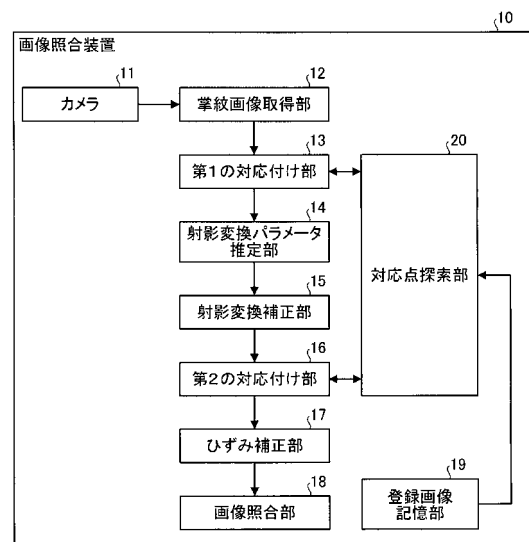 10
画像照合装置
11
カメラ
12
掌紋画像取得部
13
第1の対応付け部
20
対応点探索部
14
射影変換パラメータ
推定部
15
射影変換補正部
16
第2の対応付け部
17
ひずみ補正部
18
画像照合部
19
登録画像
記憶部